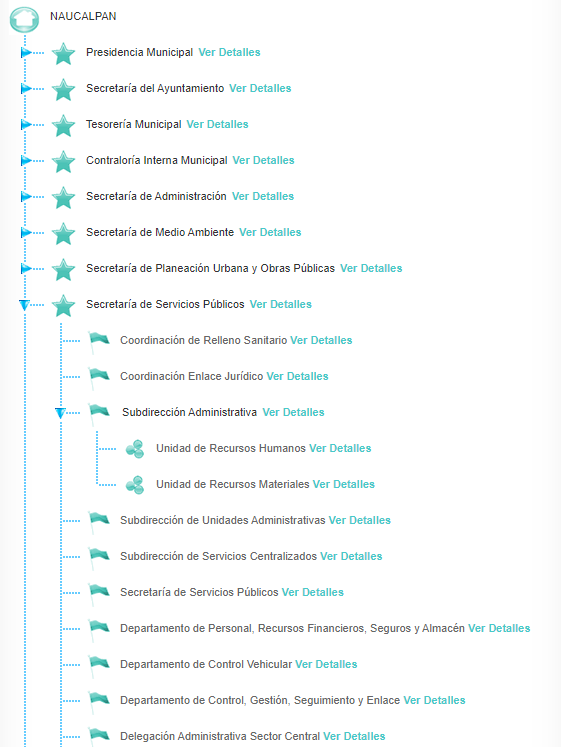 NAUCALPAN
Presidencia Municipal Ver Detalles
Secretaría del Ayuntamiento Ver Detalles
Tesorería Municipal Ver Detalles
Contraloría Interna Municipal Ver Detalles
Secretaría de Administración Ver Detalles
Secretaría de Medio Ambiente Ver Detalles
Secretaría de Planeación Urbana y Obras Públicas Ver Detalles
Secretaría de Servicios Públicos Ver Detalles
Coordinación de Relleno Sanitario Ver Detalles
Coordinación Enlace Jurídico Ver Detalles
Subdirección Administrativa Ver Detalles
Unidad de Recursos Humanos Ver Detalles
Unidad de Recursos Materiales Ver Detalles
Subdirección de Unidades Administrativas Ver Detalles
Subdirección de Servicios Centralizados Ver Detalles
Secretaría de Servicios Públicos Ver Detalles
Departamento de Personal, Recursos Financieros, Seguros y Almacén Ver Detalles
Departamento de Control Vehicular Ver Detalles
Departamento de Control, Gestión, Seguimiento y Enlace Ver Detalles
Delegación Administrativa Sector Central Ver Detalles